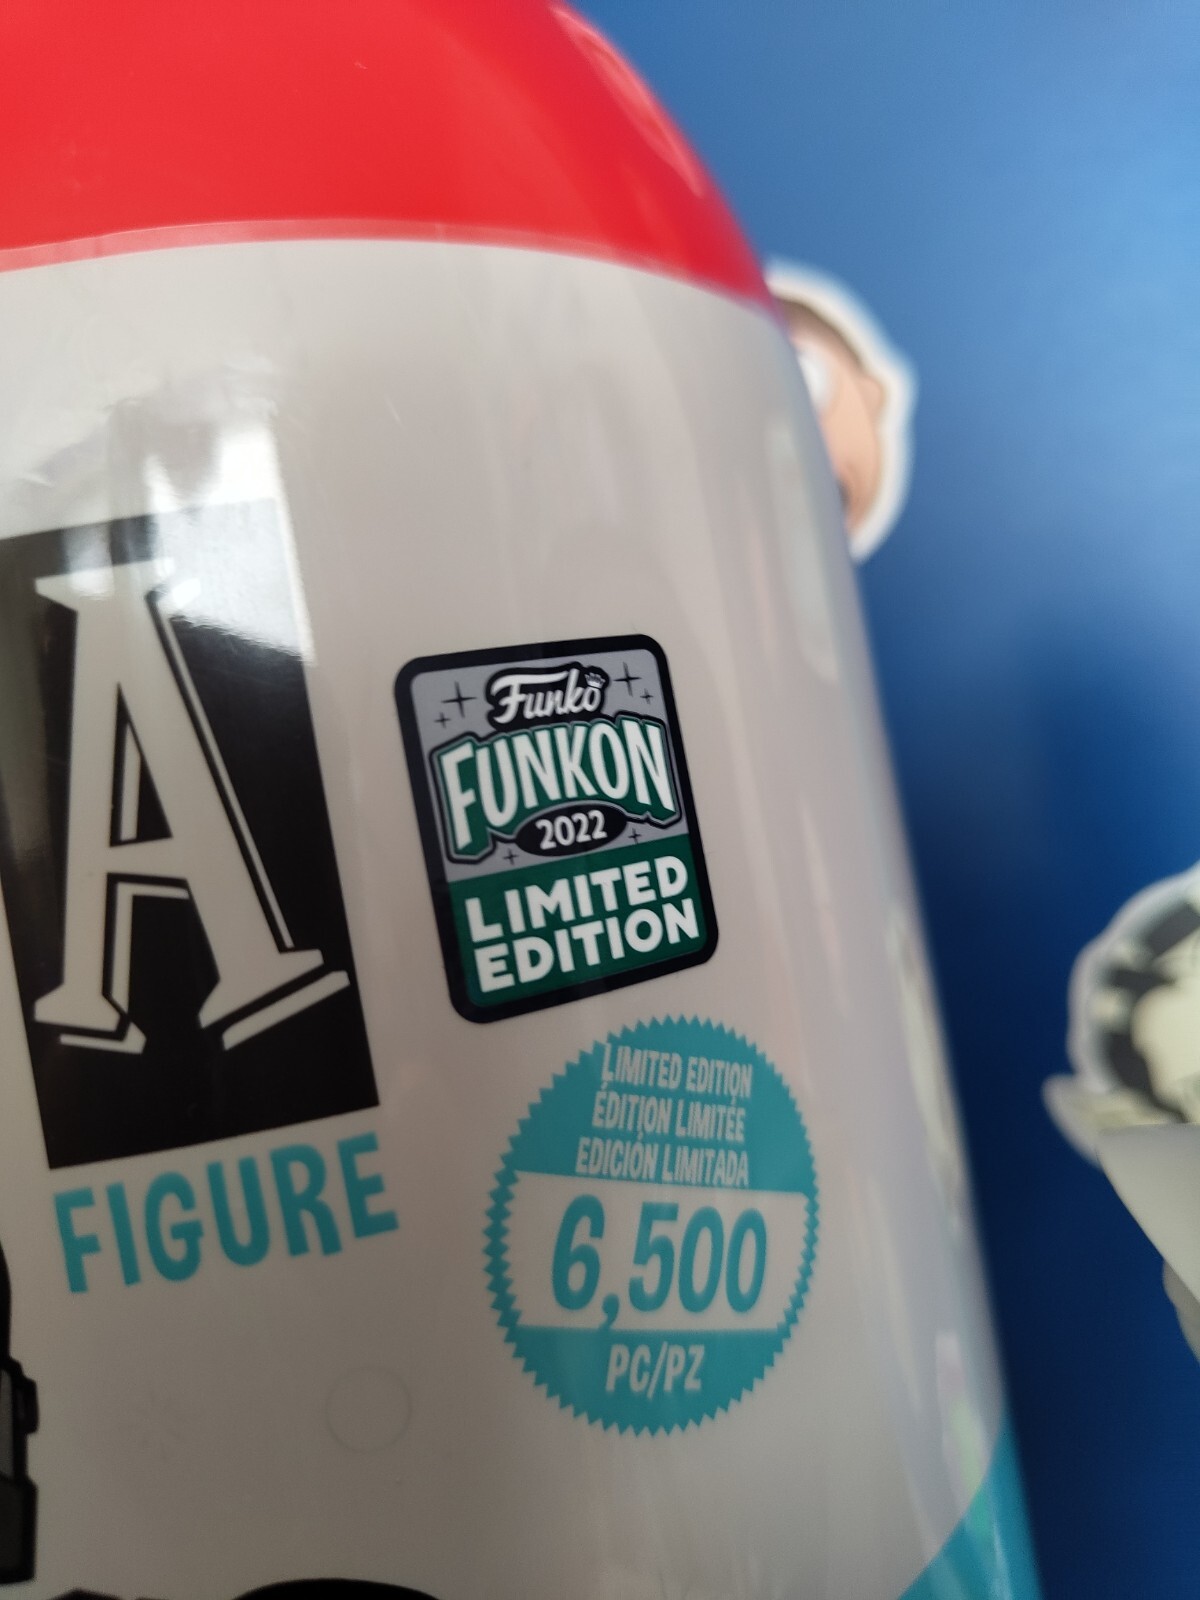 A
FIGURE
Funko
FUNKON
2022
LIMITED
EDITION
LIMITED EDITION
ÉDITION LIMITÉE
EDICIÓN LIMITADA
6,500
PC/PZ